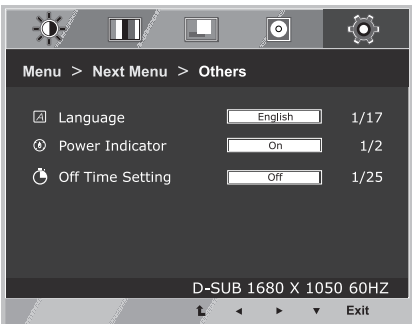 Menu > Next Menu > Others
Language English 1/17
Power Indicator On 1/2
Off Time Setting Off 1/25
D-SUB 1680 X 1050 60HZ
Exit